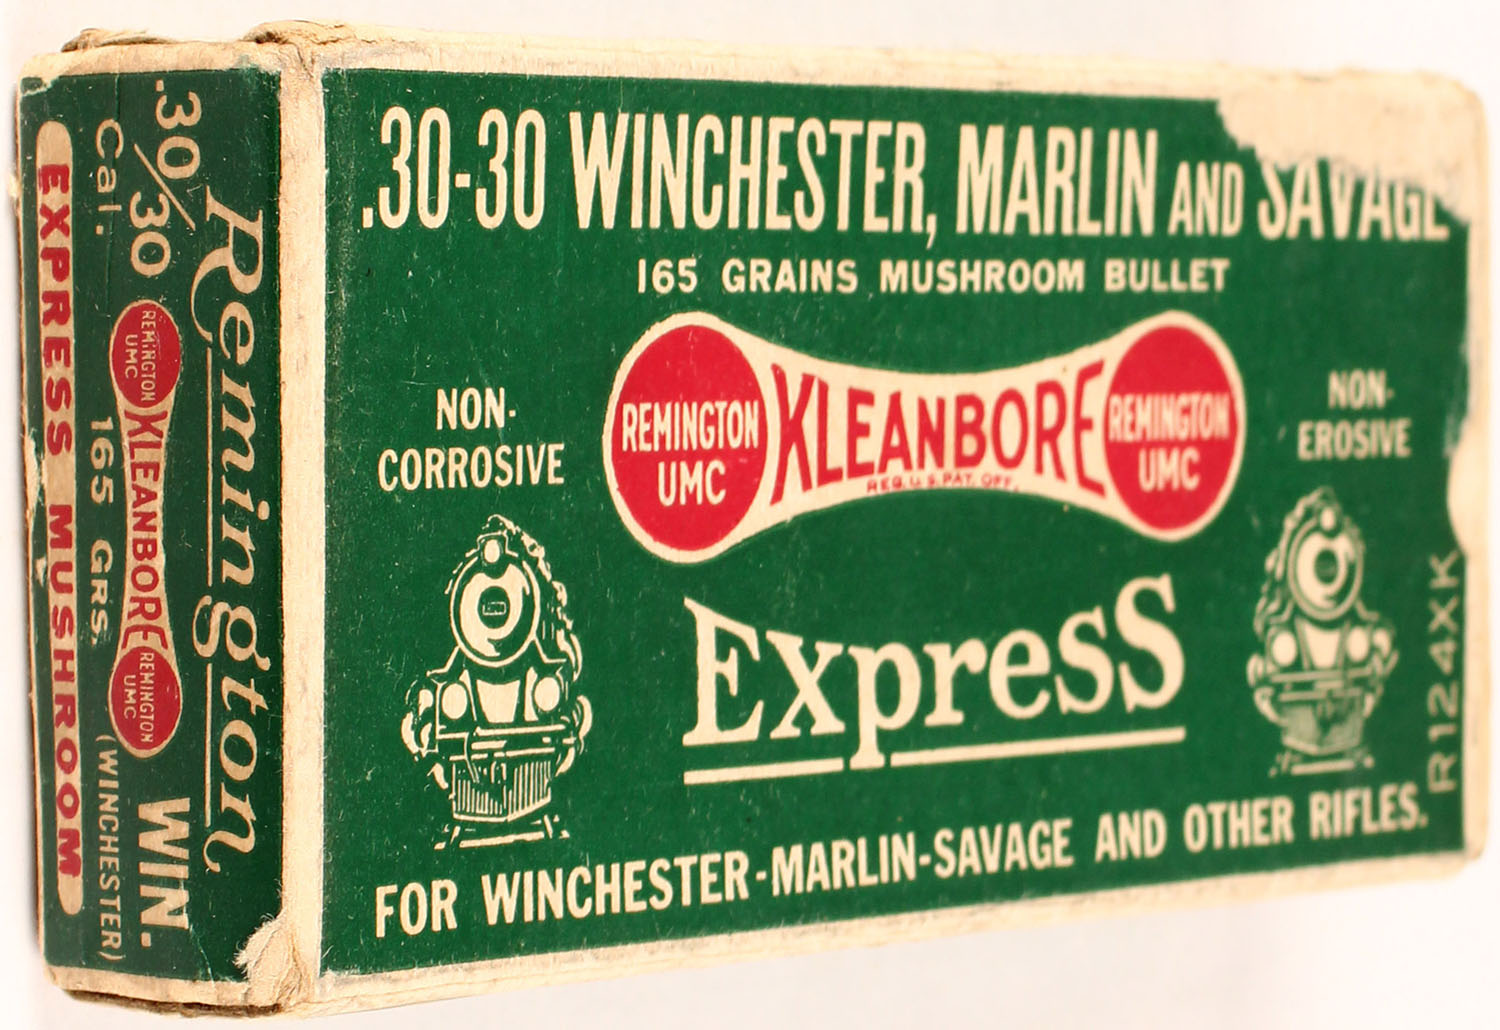 .30-30 WINCHESTER, MARLIN AND SAVAGE
165 GRAINS MUSHROOM BULLET
NON-
CORROSIVE
REMINGTON
UMC
KLEANBORE
REG. U.S. PAT. OFF.
REMINGTON
UMC
NON-
EROSIVE
Express
FOR WINCHESTER-MARLIN-SAVAGE AND OTHER RIFLES.
R124XK
Remington
.30/30 WIN.
REMINGTON
UMC
KLEANBORE
REMINGTON
UMC
Cal. 165 GRS. (WINCHESTER)
EXPRESS MUSHROOM